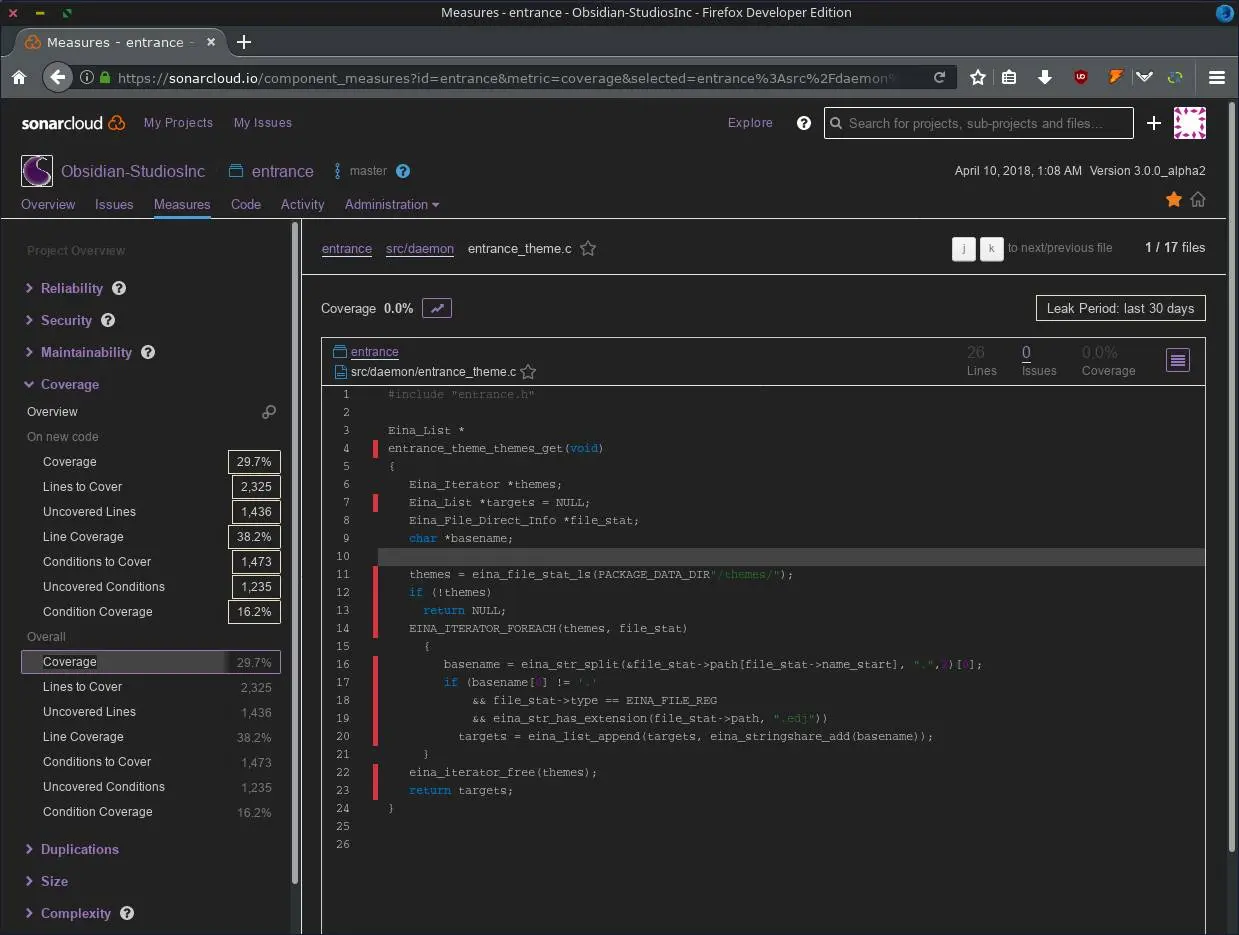 Measures - entrance - Obsidian-StudiosInc - Firefox Developer Edition
Measures - entrance -
https://sonarcloud.io/component_measures?id=entrance&metric=coverage&selected=entrance%3Asrc%2Fdaemon%
sonarcloud My Projects My Issues Explore Search for projects, sub-projects and files...
Obsidian-StudiosInc entrance master April 10, 2018, 1:08 AM Version 3.0.0_alpha2
Overview Issues Measures Code Activity Administration
Project Overview
Reliability
Security
Maintainability
Coverage
Overview
On new code
Coverage 29.7%
Lines to Cover 2,325
Uncovered Lines 1,436
Line Coverage 38.2%
Conditions to Cover 1,473
Uncovered Conditions 1,235
Condition Coverage 16.2%
Overall
Coverage 29.7%
Lines to Cover 2,325
Uncovered Lines 1,436
Line Coverage 38.2%
Conditions to Cover 1,473
Uncovered Conditions 1,235
Condition Coverage 16.2%
Duplications
Size
Complexity
entrance src/daemon entrance_theme.c j k to next/previous file 1 / 17 files
Coverage 0.0% Leak Period: last 30 days
entrance
src/daemon/entrance_theme.c
26 0 0.0%
Lines Issues Coverage
1 #include "entrance.h"
2
3 Eina_List *
4 entrance_theme_themes_get(void)
5 {
6 Eina_Iterator *themes;
7 Eina_List *targets = NULL;
8 Eina_File_Direct_Info *file_stat;
9 char *basename;
10
11 themes = eina_file_stat_ls(PACKAGE_DATA_DIR"/themes/");
12 if (!themes)
13 return NULL;
14 EINA_ITERATOR_FOREACH(themes, file_stat)
15 {
16 basename = eina_str_split(&file_stat->path[file_stat->name_start], ".",2)[0];
17 if (basename[0] != '.'
18 && file_stat->type == EINA_FILE_REG
19 && eina_str_has_extension(file_stat->path, ".edj"))
20 targets = eina_list_append(targets, eina_stringshare_add(basename));
21 }
22 eina_iterator_free(themes);
23 return targets;
24 }
25
26